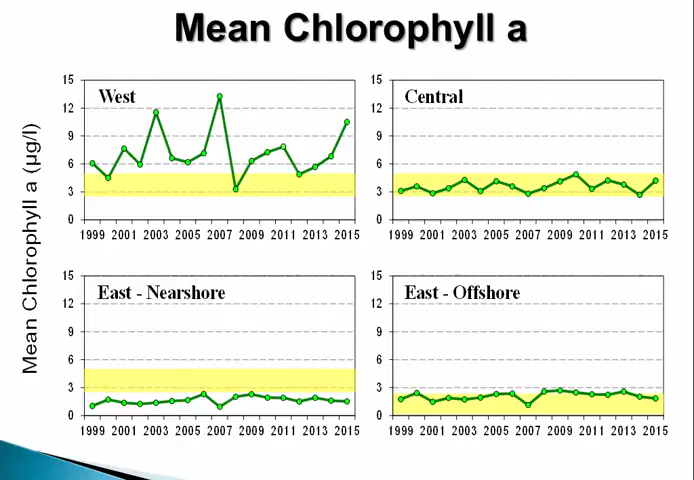 Mean Chlorophyll a
Mean Chlorophyll a (µg/l)
West
15
12
9
6
3
0
1999 2001 2003 2005 2007 2009 2011 2013 2015
Central
15
12
9
6
3
0
1999 2001 2003 2005 2007 2009 2011 2013 2015
East - Nearshore
15
12
9
6
3
0
1999 2001 2003 2005 2007 2009 2011 2013 2015
East - Offshore
15
12
9
6
3
0
1999 2001 2003 2005 2007 2009 2011 2013 2015